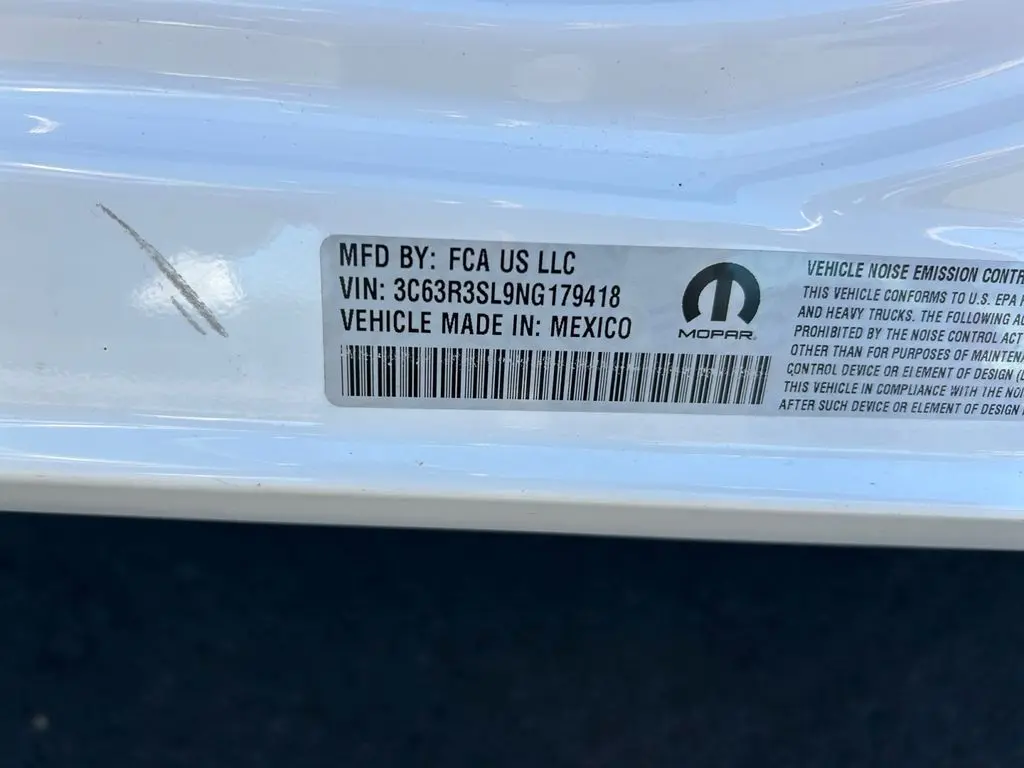 MFD BY: FCA US LLC
VIN: 3C63R3SL9NG179418
VEHICLE MADE IN: MEXICO
MOPAR
VEHICLE NOISE EMISSION CONTR
THIS VEHICLE CONFORMS TO U.S. EPA
AND HEAVY TRUCKS. THE FOLLOWING
PROHIBITED BY THE NOISE CONTROL ACT
OTHER THAN FOR PURPOSES OF MAINTENA
CONTROL DEVICE OR ELEMENT OF DESIGN
THIS VEHICLE IN COMPLIANCE WITH THE
AFTER SUCH DEVICE OR ELEMENT OF DESIGN